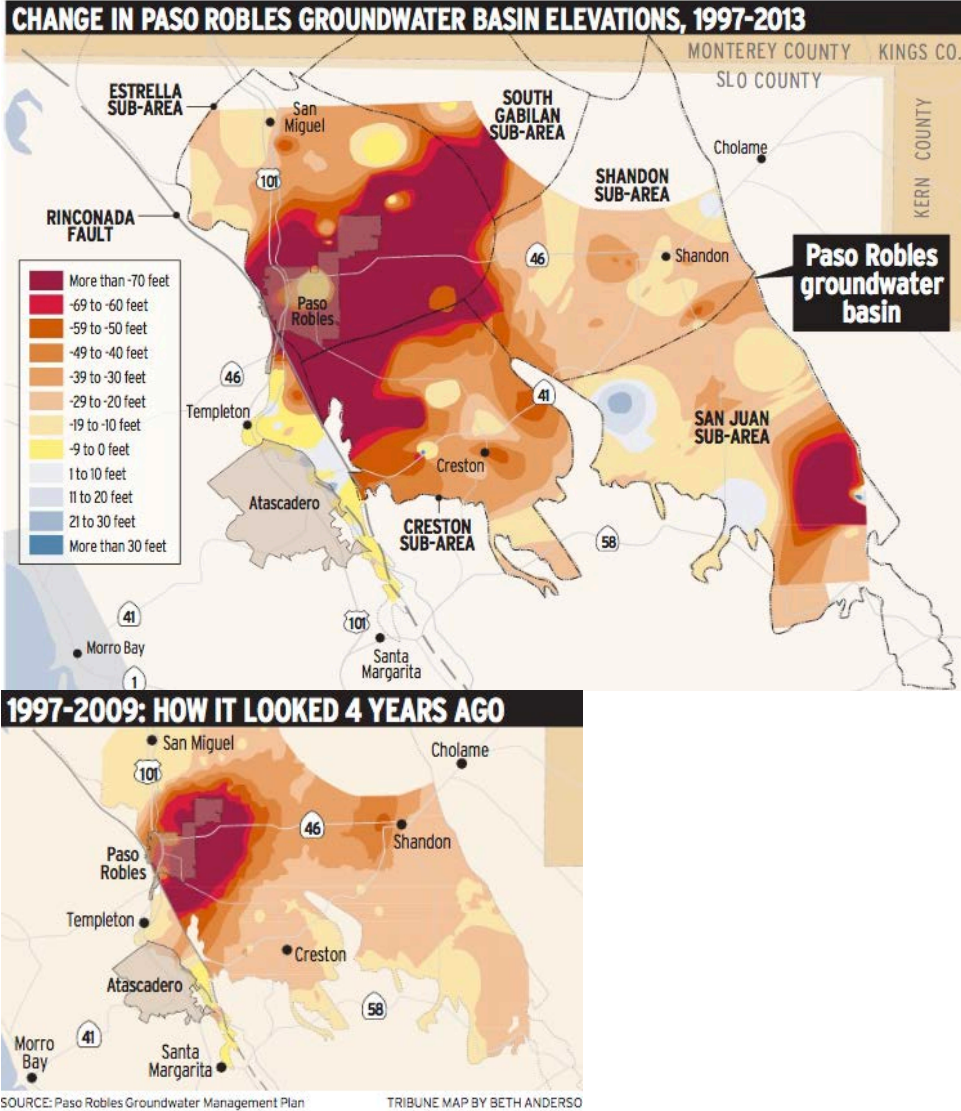 CHANGE IN PASO ROBLES GROUNDWATER BASIN ELEVATIONS, 1997-2013
MONTEREY COUNTY
KINGS CO.
SLO COUNTY
KERN COUNTY
ESTRELLA
SUB-AREA
San
Miguel
SOUTH
GABILAN
SUB-AREA
Cholame
SHANDON
SUB-AREA
101
RINCONADA
FAULT
46
Shandon
Paso Robles
groundwater
basin
More than -70 feet
-69 to -60 feet
-59 to -50 feet
-49 to -40 feet
-39 to -30 feet
-29 to -20 feet
-19 to -10 feet
-9 to 0 feet
1 to 10 feet
11 to 20 feet
21 to 30 feet
More than 30 feet
Paso
Robles
46
Templeton
41
SAN JUAN
SUB-AREA
Creston
Atascadero
CRESTON
SUB-AREA
58
41
101
Morro Bay
Santa
Margarita
1
1997-2009: HOW IT LOOKED 4 YEARS AGO
San Miguel
Cholame
101
46
Shandon
Paso
Robles
Templeton
Creston
Atascadero
58
41
Morro
Bay
Santa
Margarita
SOURCE: Paso Robles Groundwater Management Plan
TRIBUNE MAP BY BETH ANDERSO